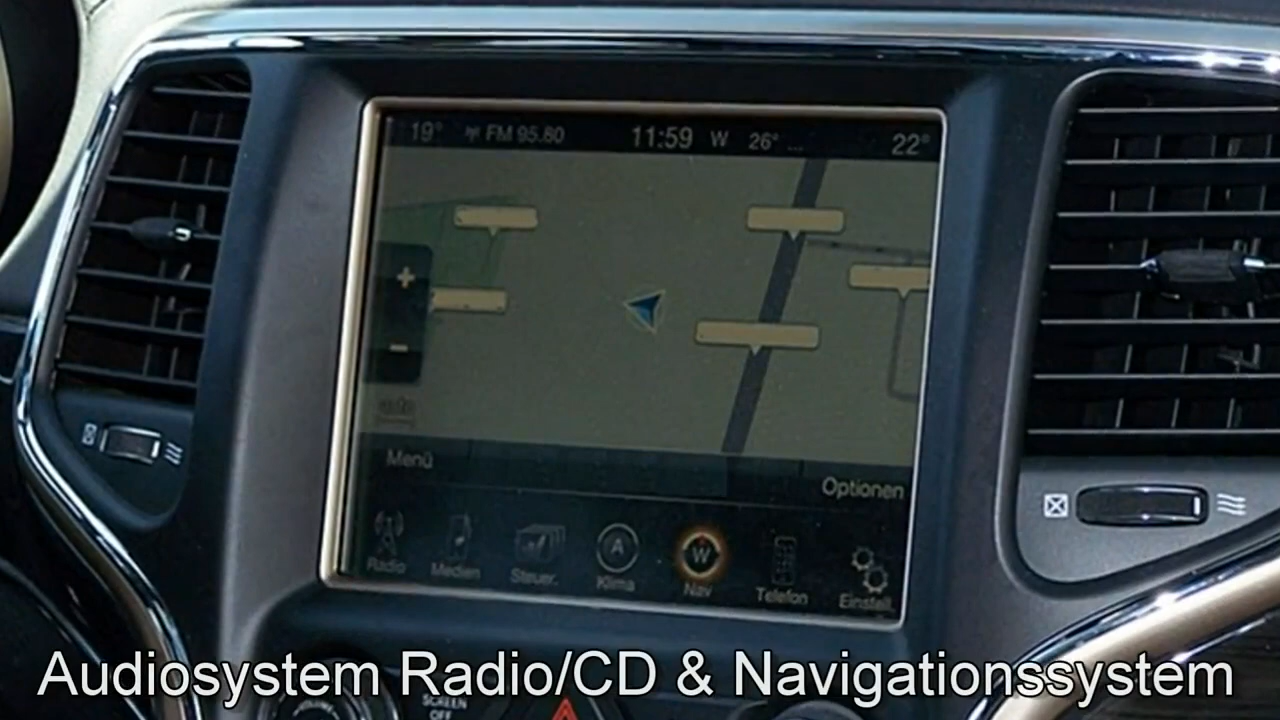 19° FM 95.80 11:59 W 26° ... 22°
+
-
auto
Menü
Optionen
A W
Radio Medien Steuer. Klima Nav Telefon Einstell.
Audiosystem Radio/CD & Navigationssystem
SCREEN
OFF